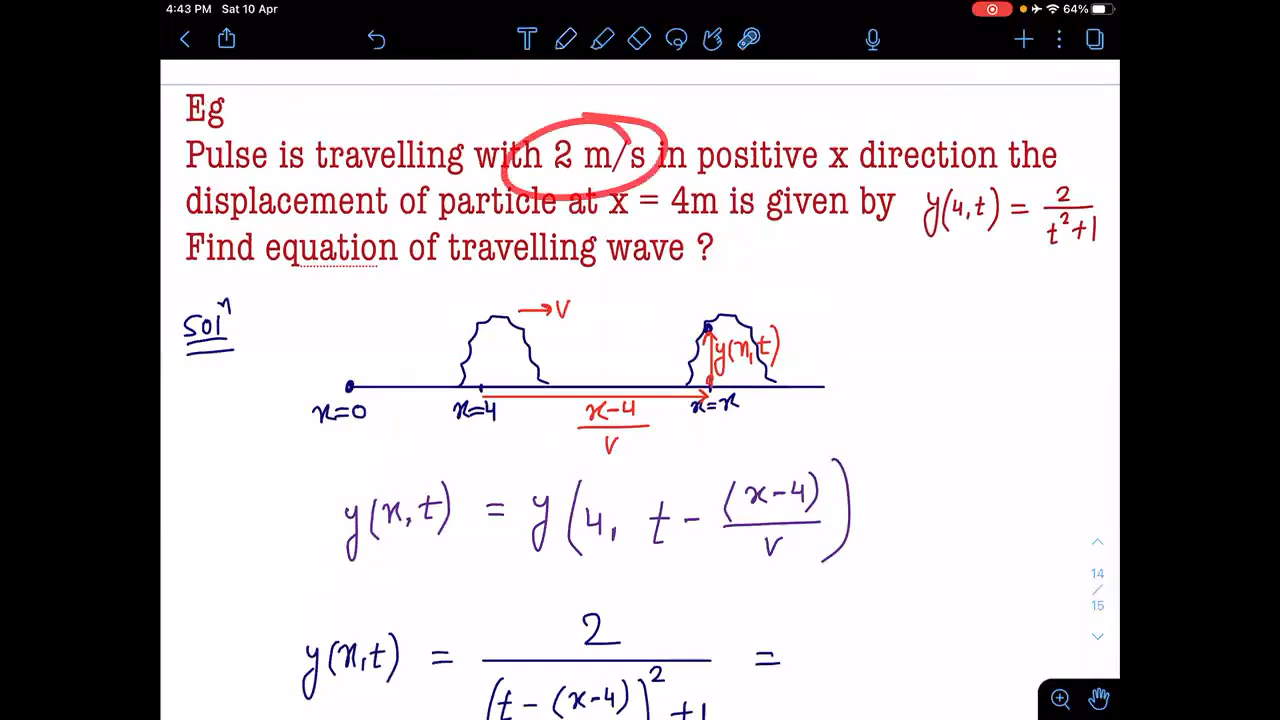 4:43 PM Sat 10 Apr
64%
Eg
Pulse is travelling with 2 m/s in positive x direction the
displacement of particle at x = 4m is given by y(4,t) = 2/(t²+1)
Find equation of travelling wave ?
Solⁿ
→ V
y(x,t)
x=0 x=4 (x-4)/v x=x
y(x,t) = y(4, t - (x-4)/v)
14
/
15
y(x,t) = 2/((t-(x-4))²+1) =